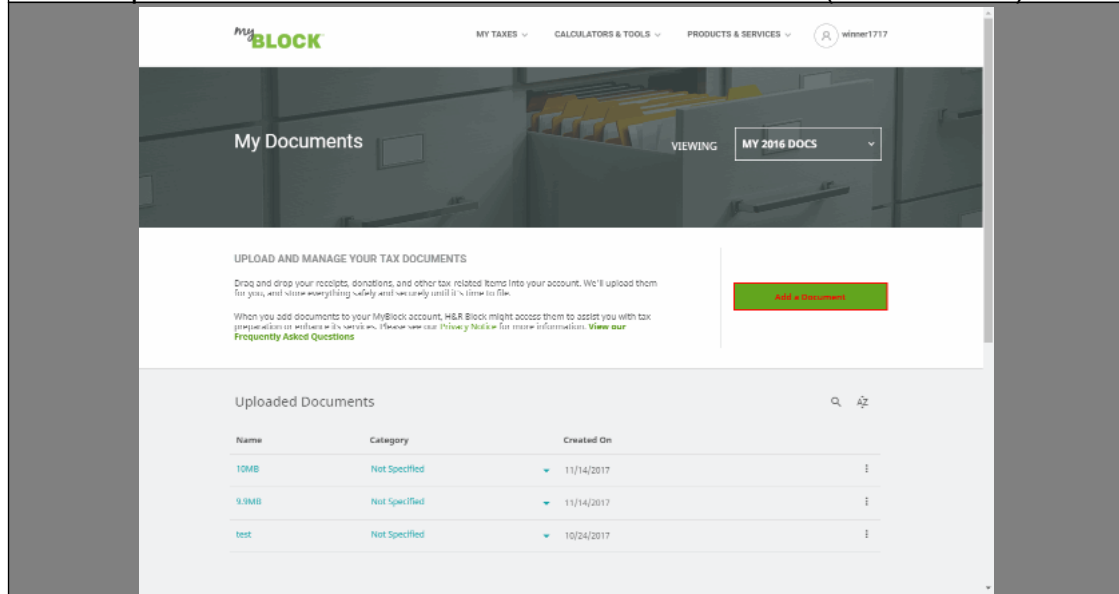 my BLOCK
MY TAXES
CALCULATORS & TOOLS
PRODUCTS & SERVICES
winner1717
My Documents
VIEWING
MY 2016 DOCS
UPLOAD AND MANAGE YOUR TAX DOCUMENTS
Drag and drop your receipts, donations, and other tax-related items into your account. We'll upload them
for you, and store everything safely and securely until it's time to file.
Add a Document
When you add documents to your MyBlock account, H&R Block might access them to assist you with tax
preparation or enhance its services. Please see our Privacy Notice for more information. View our
Frequently Asked Questions
Uploaded Documents
AZ
Name Category Created On
10MB Not Specified 11/14/2017
9.9MB Not Specified 11/14/2017
test Not Specified 10/24/2017